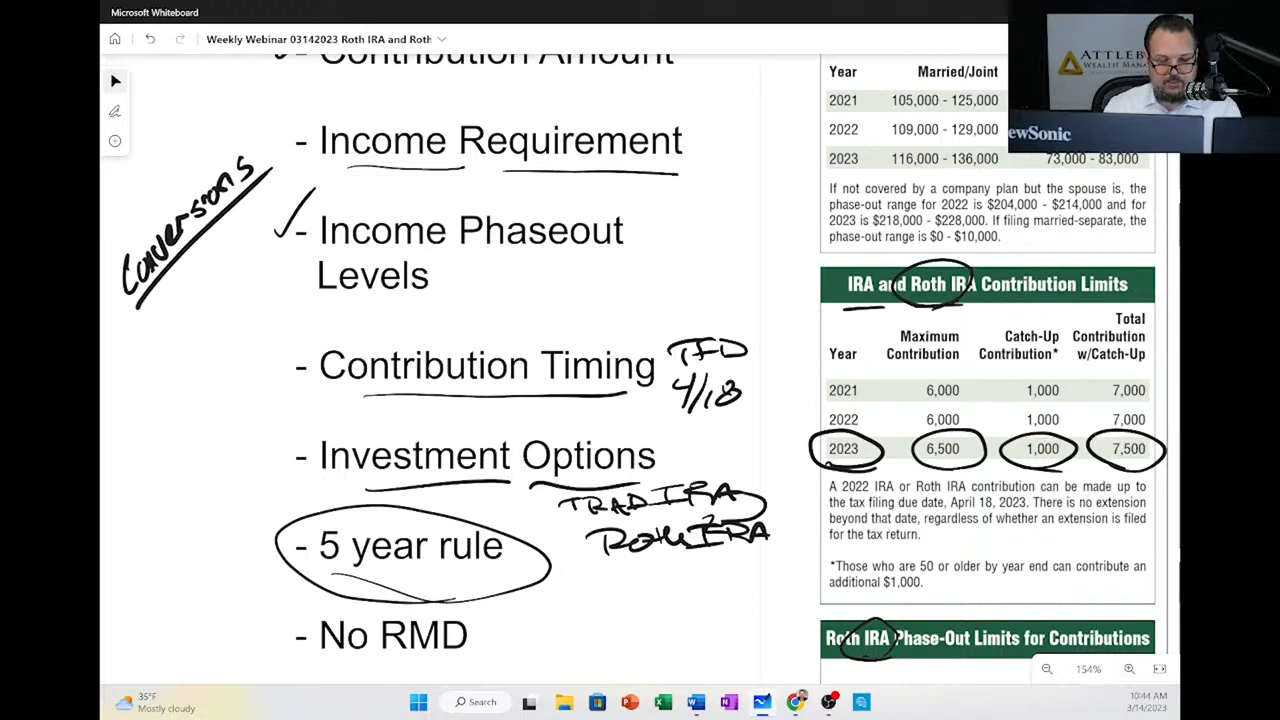 Microsoft Whiteboard
Weekly Webinar 03142023 Roth IRA and Roth
Contribution Amount
- Income Requirement
- Income Phaseout
Levels
- Contribution Timing
TFD
4/18
- Investment Options
TRAD IRA
Roth IRA
- 5 year rule
- No RMD
Conversions
Year Married/Joint
2021 105,000 - 125,000
2022 109,000 - 129,000
2023 116,000 - 136,000 73,000 - 83,000
If not covered by a company plan but the spouse is, the
phase-out range for 2022 is $204,000 - $214,000 and for
2023 is $218,000 - $228,000. If filing married-separate, the
phase-out range is $0 - $10,000.
IRA and Roth IRA Contribution Limits
Total
Maximum Catch-Up Contribution
Year Contribution Contribution* w/Catch-Up
2021 6,000 1,000 7,000
2022 6,000 1,000 7,000
2023 6,500 1,000 7,500
A 2022 IRA or Roth IRA contribution can be made up to
the tax filing due date, April 18, 2023. There is no extension
beyond that date, regardless of whether an extension is filed
for the tax return.
*Those who are 50 or older by year end can contribute an
additional $1,000.
Roth IRA Phase-Out Limits for Contributions
ATTLEB
WEALTH MANA
ewSonic
154%
35°F
Mostly cloudy
Search
10:44 AM
3/14/2023